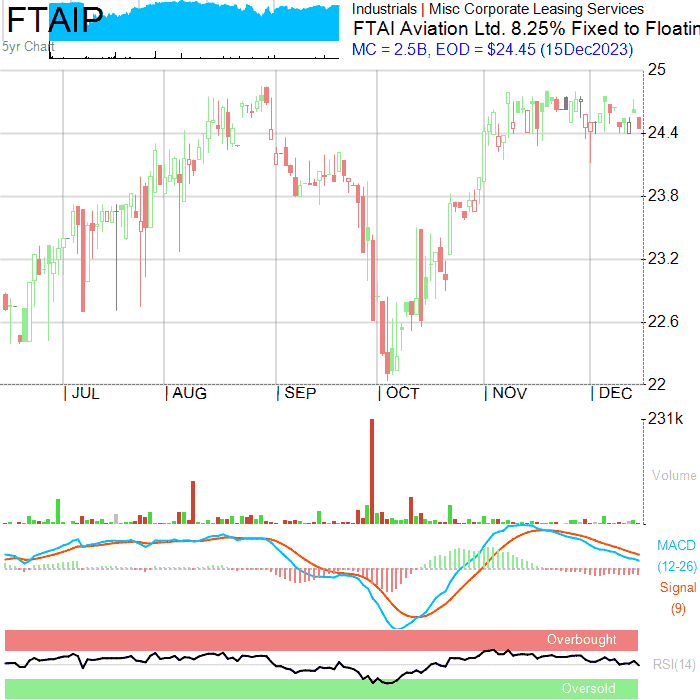 FTAIP
5yr Chart
Industrials | Misc Corporate Leasing Services
FTAI Aviation Ltd. 8.25% Fixed to Floatin
MC = 2.5B, EOD = $24.45 (15Dec2023)
25
24.4
23.8
23.2
22.6
22
| JUL | AUG | SEP | OCT | NOV | DEC
231k
Volume
MACD
(12-26)
Signal
(9)
Overbought
RSI(14)
Oversold